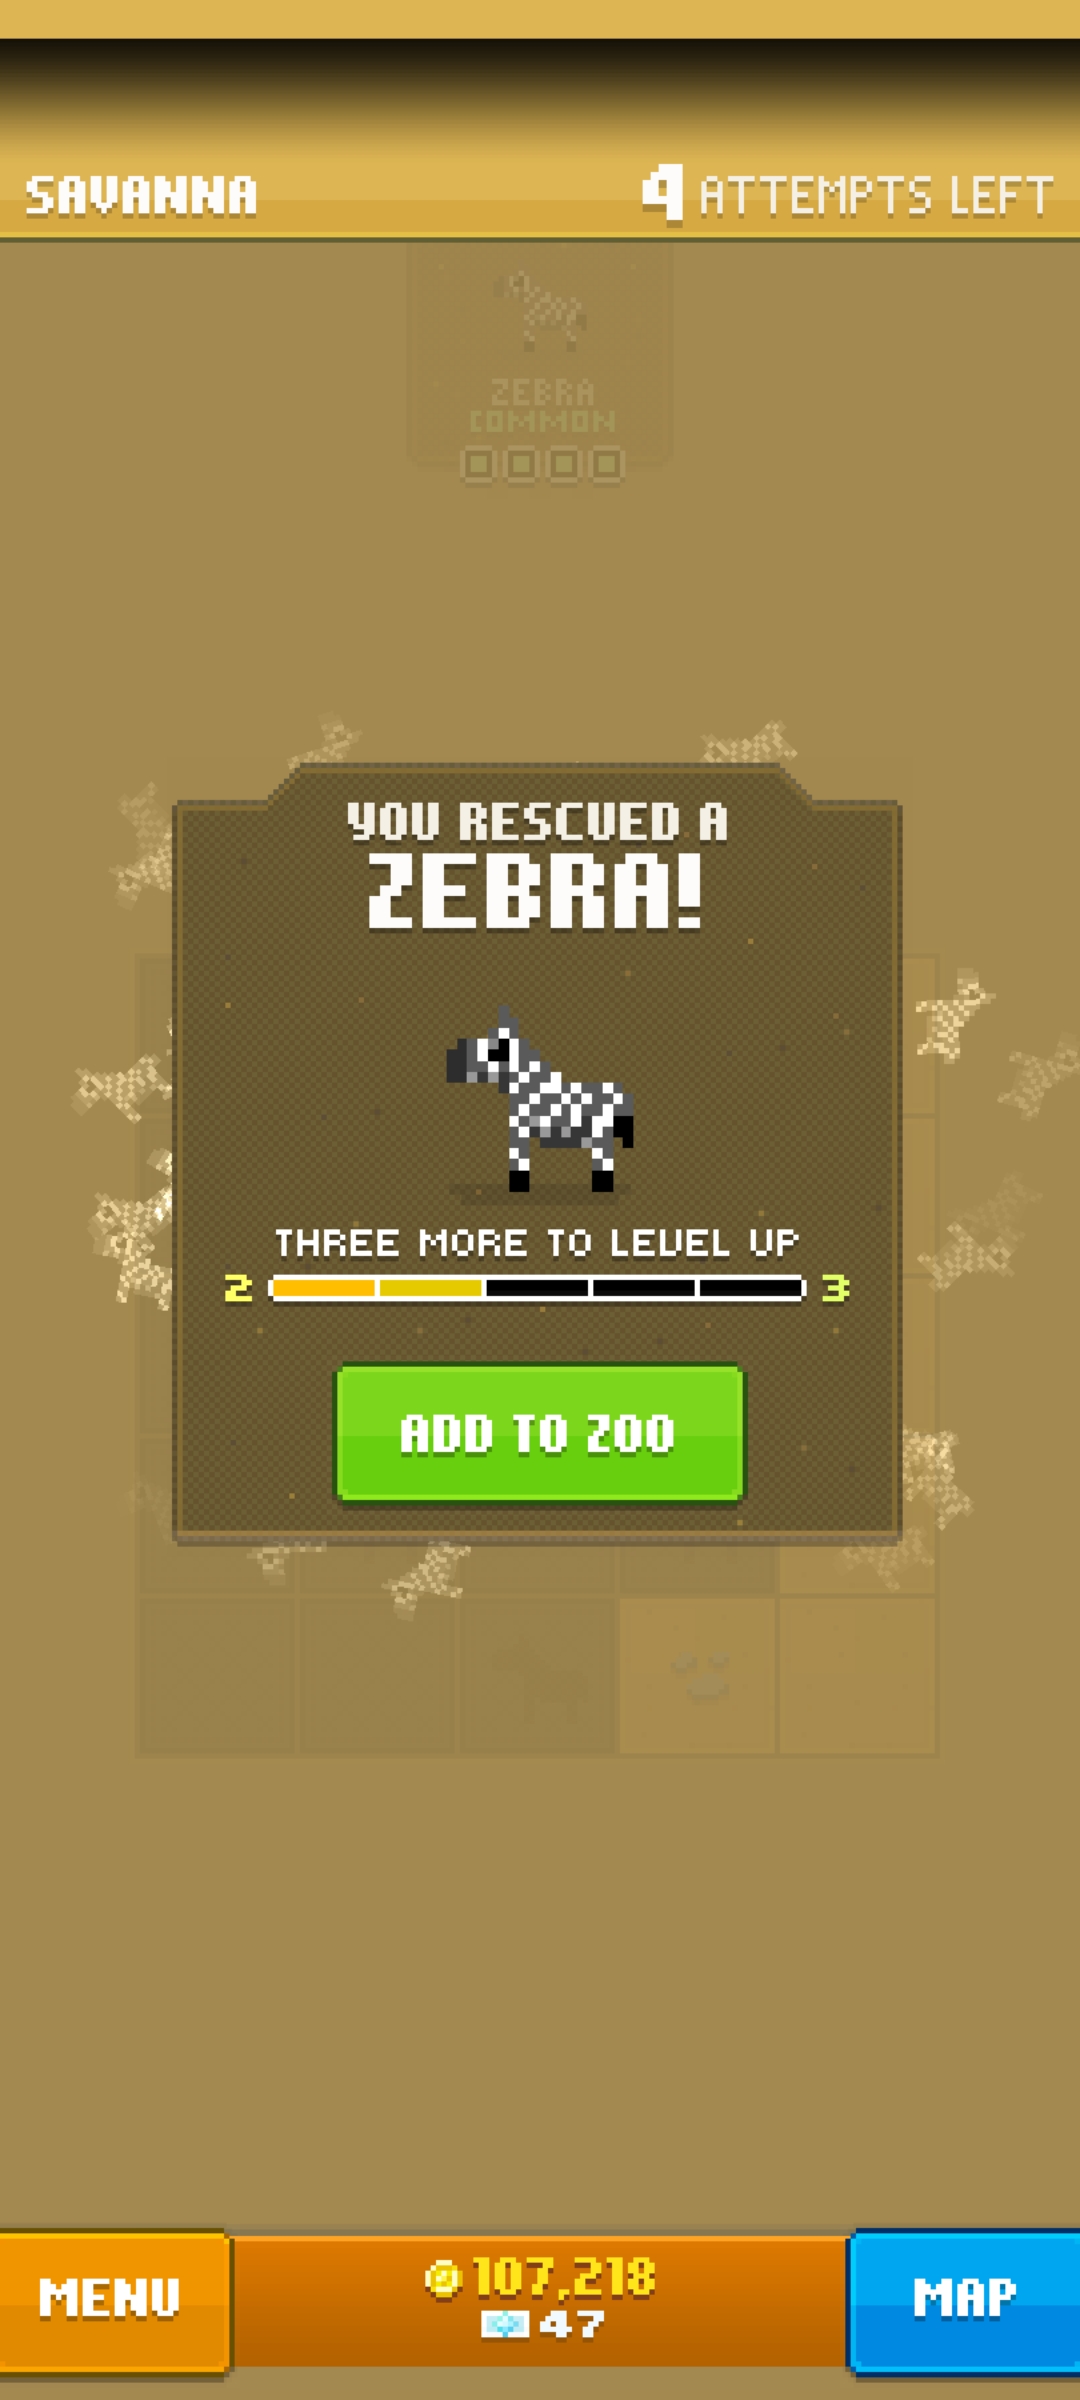 SAVANNA
9 ATTEMPTS LEFT
ZEBRA
COMMON
YOU RESCUED A
ZEBRA!
THREE MORE TO LEVEL UP
2 3
ADD TO ZOO
MENU
107,218
47
MAP